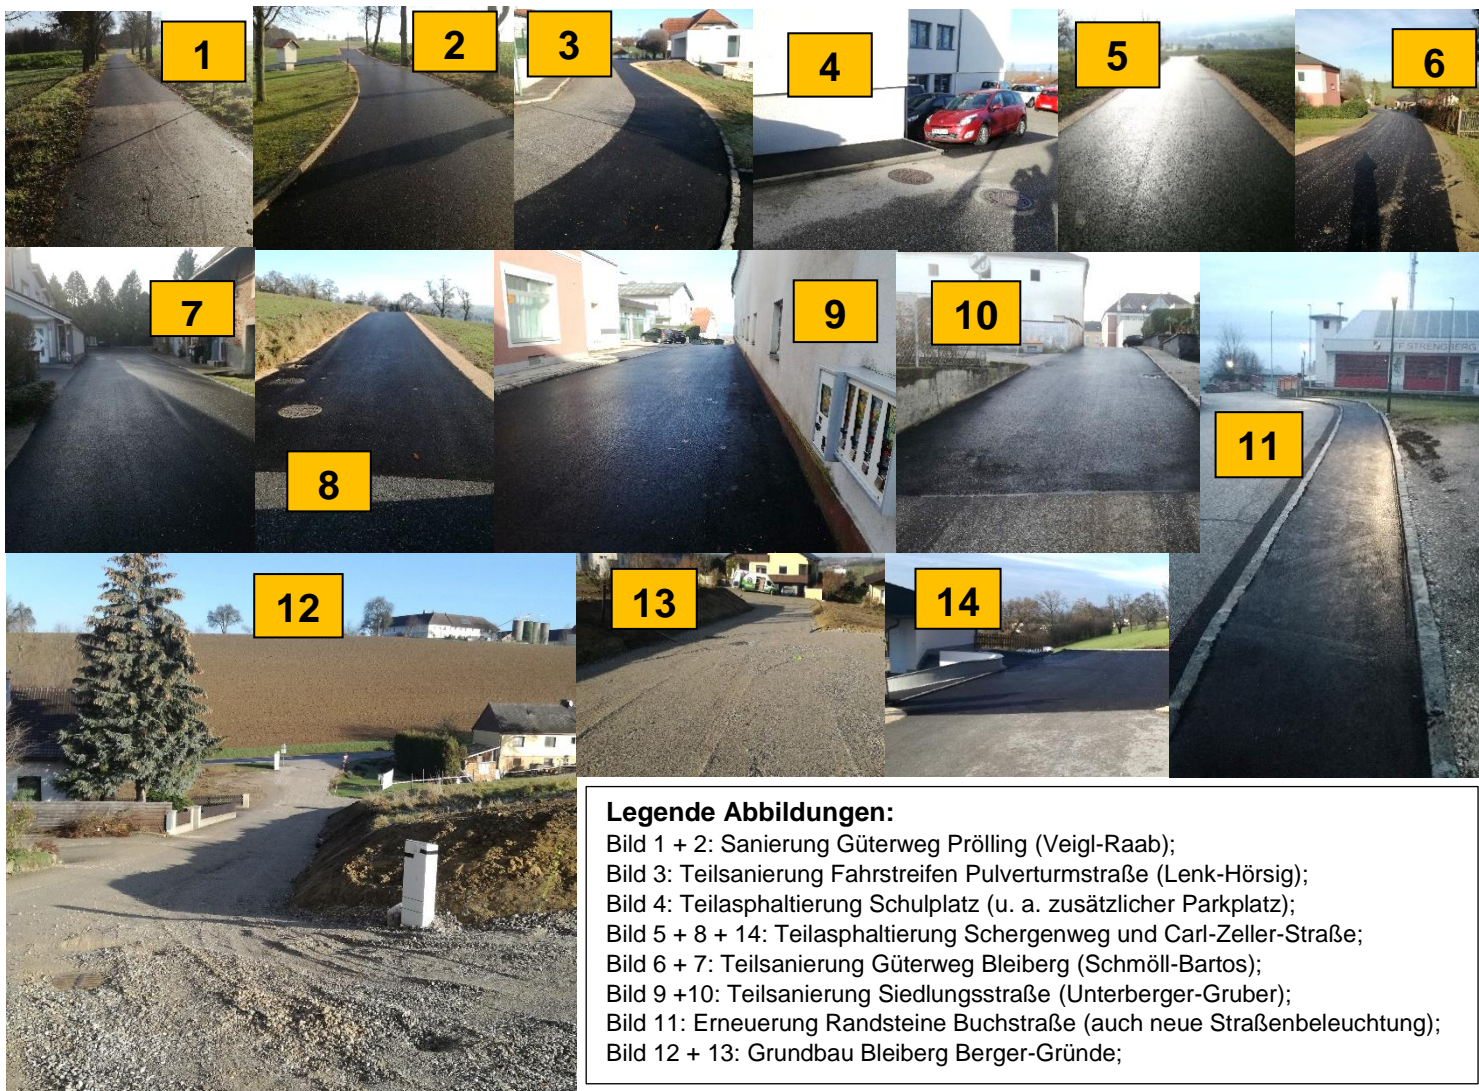 1
2
3
4
5
6
7
8
9
10
11
FF STRENGBERG
12
13
14
Legende Abbildungen:
Bild 1 + 2: Sanierung Güterweg Prölling (Veigl-Raab);
Bild 3: Teilsanierung Fahrstreifen Pulverturmstraße (Lenk-Hörsig);
Bild 4: Teilasphaltierung Schulplatz (u. a. zusätzlicher Parkplatz);
Bild 5 + 8 + 14: Teilasphaltierung Schergenweg und Carl-Zeller-Straße;
Bild 6 + 7: Teilsanierung Güterweg Bleiberg (Schmöll-Bartos);
Bild 9 +10: Teilsanierung Siedlungsstraße (Unterberger-Gruber);
Bild 11: Erneuerung Randsteine Buchstraße (auch neue Straßenbeleuchtung);
Bild 12 + 13: Grundbau Bleiberg Berger-Gründe;